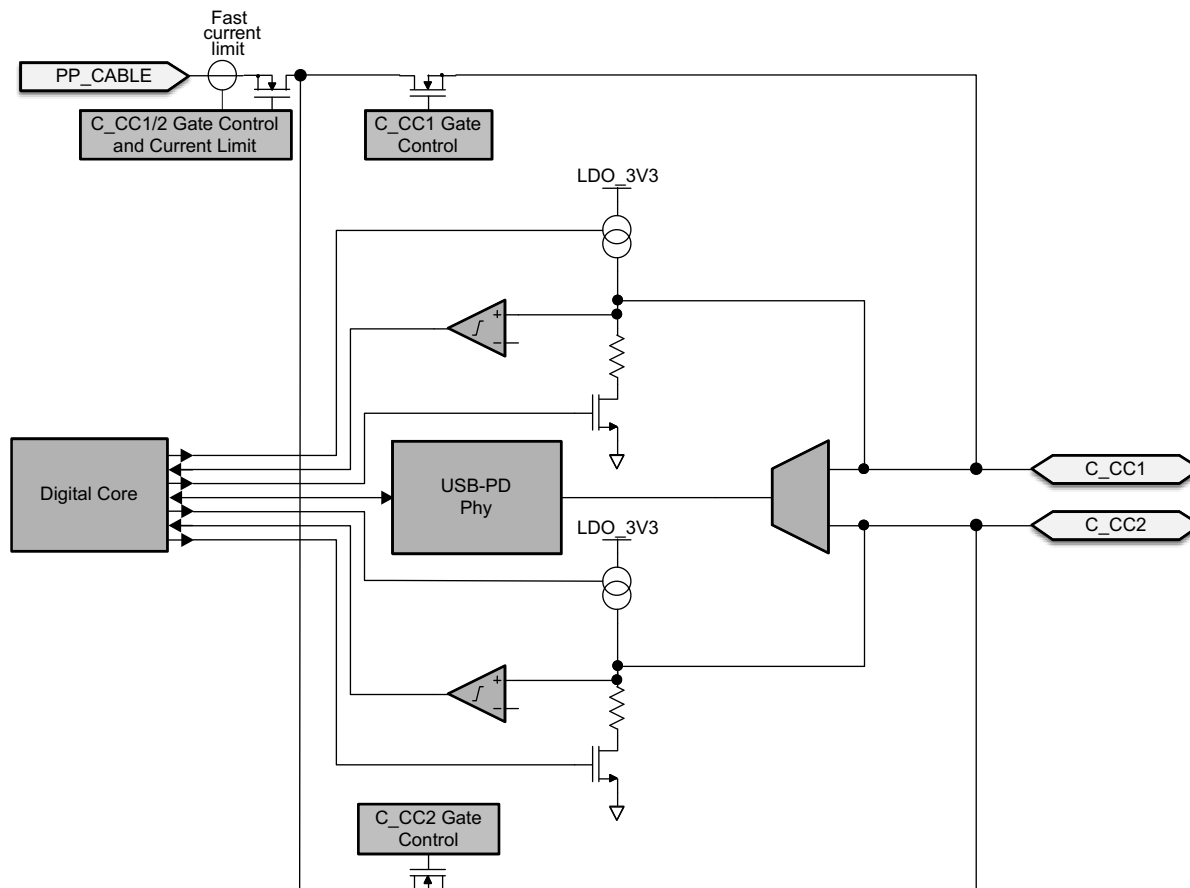 Fast
current
limit
PP_CABLE
C_CC1/2 Gate Control
and Current Limit
C_CC1 Gate
Control
LDO_3V3
+
−
Digital Core
USB-PD
Phy
C_CC1
C_CC2
LDO_3V3
+
−
C_CC2 Gate
Control